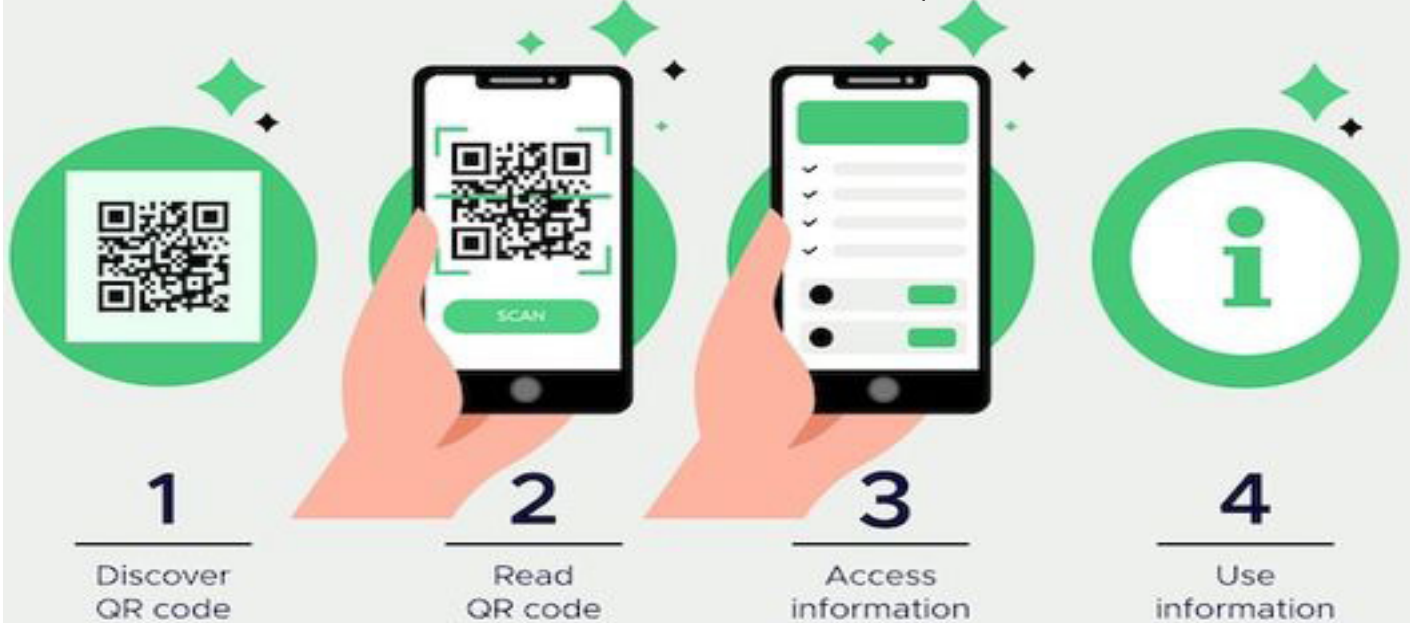 SCAN
1
Discover
QR code
2
Read
QR code
3
Access
information
4
Use
information